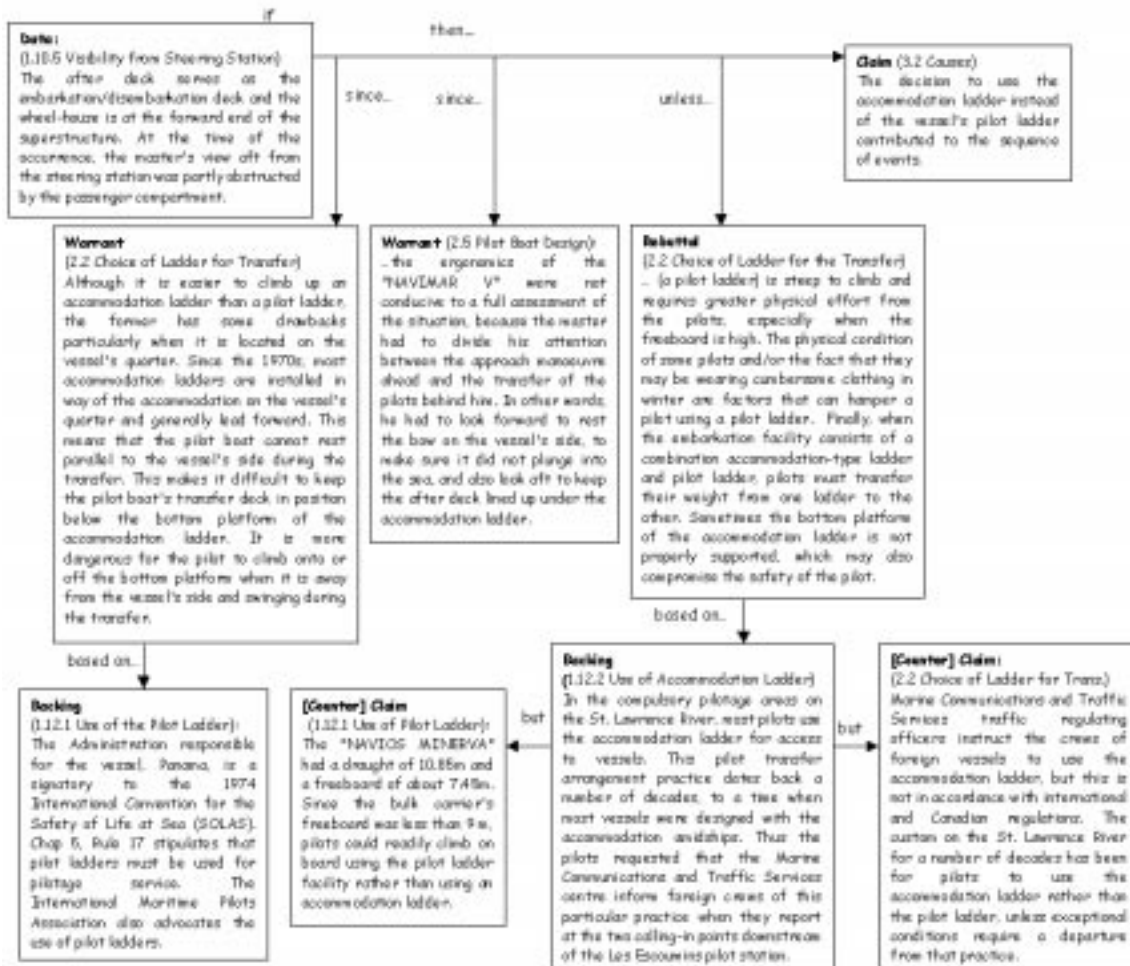 if
then...
Data:
(1.10.5 Visibility from Steering Station)
The after deck serves as the
embarkation/disembarkation deck and the
wheel-house is at the forward end of the
superstructure. At the time of the
occurrence, the master's view aft from
the steering station was partly obstructed
by the passenger compartment.
since...
since...
unless...
Claim (3.2 Causes)
The decision to use the
accommodation ladder instead
of the vessel's pilot ladder
contributed to the sequence
of events.
Warrant
(2.2 Choice of Ladder for Transfer)
Although it is easier to climb up an
accommodation ladder than a pilot ladder,
the former has some drawbacks
particularly when it is located on the
vessel's quarter. Since the 1970s, most
accommodation ladders are installed in
way of the accommodation on the vessel's
quarter and generally lead forward. This
means that the pilot boat cannot rest
parallel to the vessel's side during the
transfer. This makes it difficult to keep
the pilot boat's transfer deck in position
below the bottom platform of the
accommodation ladder. It is more
dangerous for the pilot to climb onto or
off the bottom platform when it is away
from the vessel's side and swinging during
the transfer.
Warrant (2.5 Pilot Boat Design):
...the ergonomics of the
"NAVIMAR V" were not
conducive to a full assessment of
the situation, because the master
had to divide his attention
between the approach manoeuvre
ahead and the transfer of the
pilots behind him. In other words,
he had to look forward to rest
the bow on the vessel's side, to
make sure it did not plunge into
the sea, and also look aft to keep
the after deck lined up under the
accommodation ladder.
Rebuttal
(2.2 Choice of Ladder for the Transfer)
... (a pilot ladder) is steep to climb and
requires greater physical effort from
the pilots, especially when the
freeboard is high. The physical condition
of some pilots and/or the fact that they
may be wearing cumbersome clothing in
winter are factors that can hamper a
pilot using a pilot ladder. Finally, when
the embarkation facility consists of a
combination accommodation-type ladder
and pilot ladder, pilots must transfer
their weight from one ladder to the
other. Sometimes the bottom platform
of the accommodation ladder is not
properly supported, which may also
compromise the safety of the pilot.
based on...
based on...
Backing
(1.12.1 Use of the Pilot Ladder):
The Administration responsible
for the vessel, Panama, is a
signatory to the 1974
International Convention for the
Safety of Life at Sea (SOLAS).
Chap 5, Rule 17 stipulates that
pilot ladders must be used for
pilotage service. The
International Maritime Pilots
Association also advocates the
use of pilot ladders.
[Counter] Claim
(1.12.1 Use of Pilot Ladder):
The "NAVIOS MINERVA"
had a draught of 10.85m and
a freeboard of about 7.45m.
Since the bulk carrier's
freeboard was less than 9 m,
pilots could readily climb on
board using the pilot ladder
facility rather than using an
accommodation ladder.
but
Backing
(1.12.2 Use of Accommodation Ladder)
In the compulsory pilotage areas on
the St. Lawrence River, most pilots use
the accommodation ladder for access
to vessels. This pilot transfer
arrangement practice dates back a
number of decades, to a time when
most vessels were designed with the
accommodation amidships. Thus the
pilots requested that the Marine
Communications and Traffic Services
centre inform foreign crews of this
particular practice when they report
at the two calling-in points downstream
of the Les Escoumins pilot station.
but
[Counter] Claim:
(2.2 Choice of Ladder for Trans.)
Marine Communications and Traffic
Services traffic regulating
officers instruct the crews of
foreign vessels to use the
accommodation ladder, but this is
not in accordance with international
and Canadian regulations. The
custom on the St. Lawrence River
for a number of decades has been
for pilots to use the
accommodation ladder rather than
the pilot ladder, unless exceptional
conditions require a departure
from that practice.